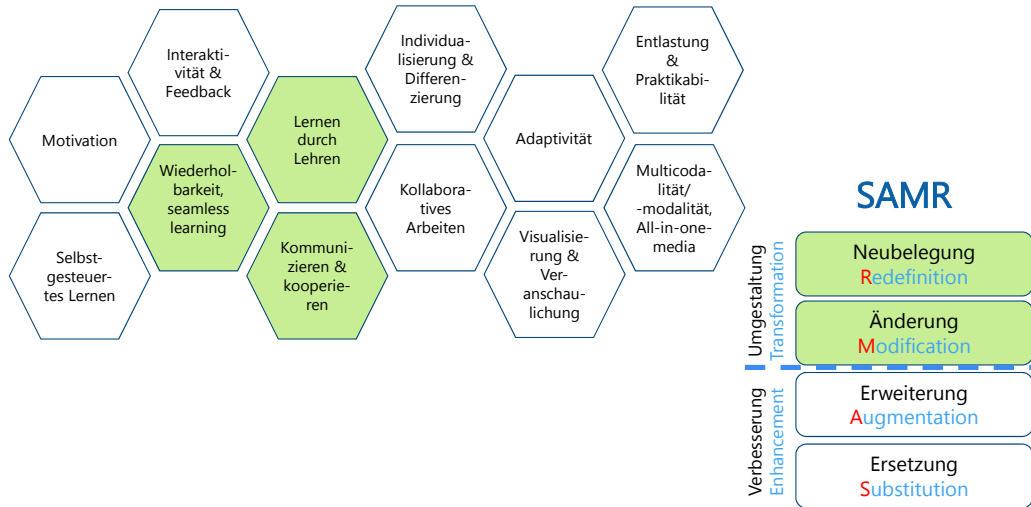 Motivation
Selbst-
gesteuer-
tes Lernen
Interakti-
vität &
Feedback
Wiederhol-
barkeit,
seamless
learning
Lernen
durch
Lehren
Kommuni-
zieren &
kooperie-
ren
Individua-
lisierung &
Differen-
zierung
Kollabora-
tives
Arbeiten
Adaptivität
Visualisie-
rung &
Ver-
anschau-
lichung
Entlastung
&
Praktikabi-
lität
Multicoda-
lität/
-modalität,
All-in-one-
media
SAMR
Umgestaltung
Transformation
Neubelegung
Redefinition
Änderung
Modification
Verbesserung
Enhancement
Erweiterung
Augmentation
Ersetzung
Substitution